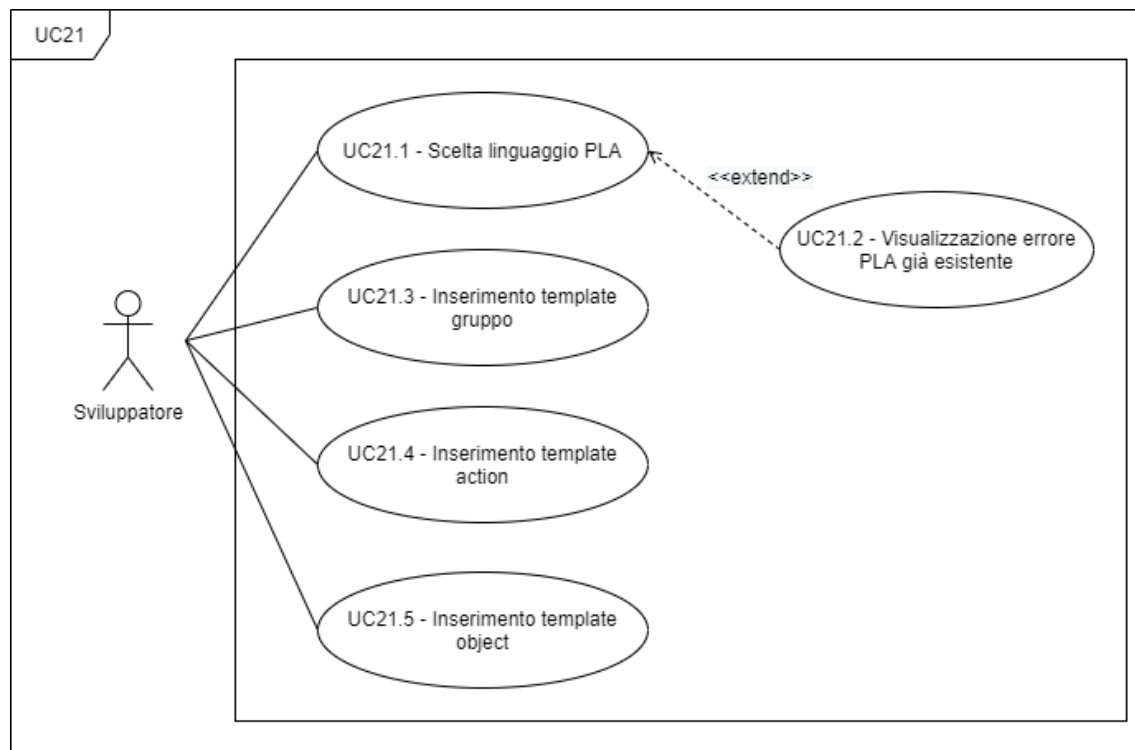 UC21
UC21.1 - Scelta linguaggio PLA
<<extend>>
UC21.2 - Visualizzazione errore
PLA già esistente
UC21.3 - Inserimento template
gruppo
Sviluppatore
UC21.4 - Inserimento template
action
UC21.5 - Inserimento template
object